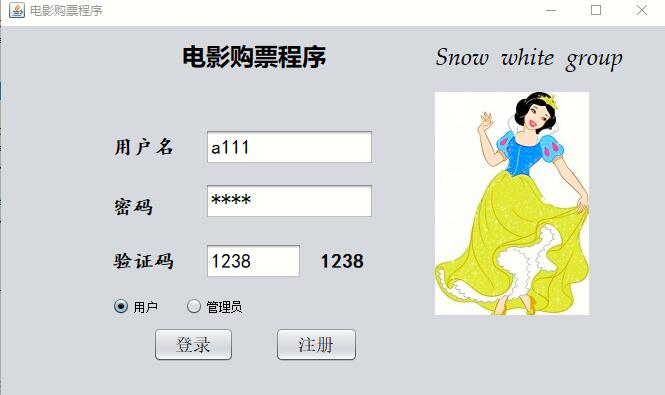 电影购票程序
电影购票程序
Snow white group
用户名 a111
密码 ****
验证码 1238 1238
用户 管理员
登录 注册